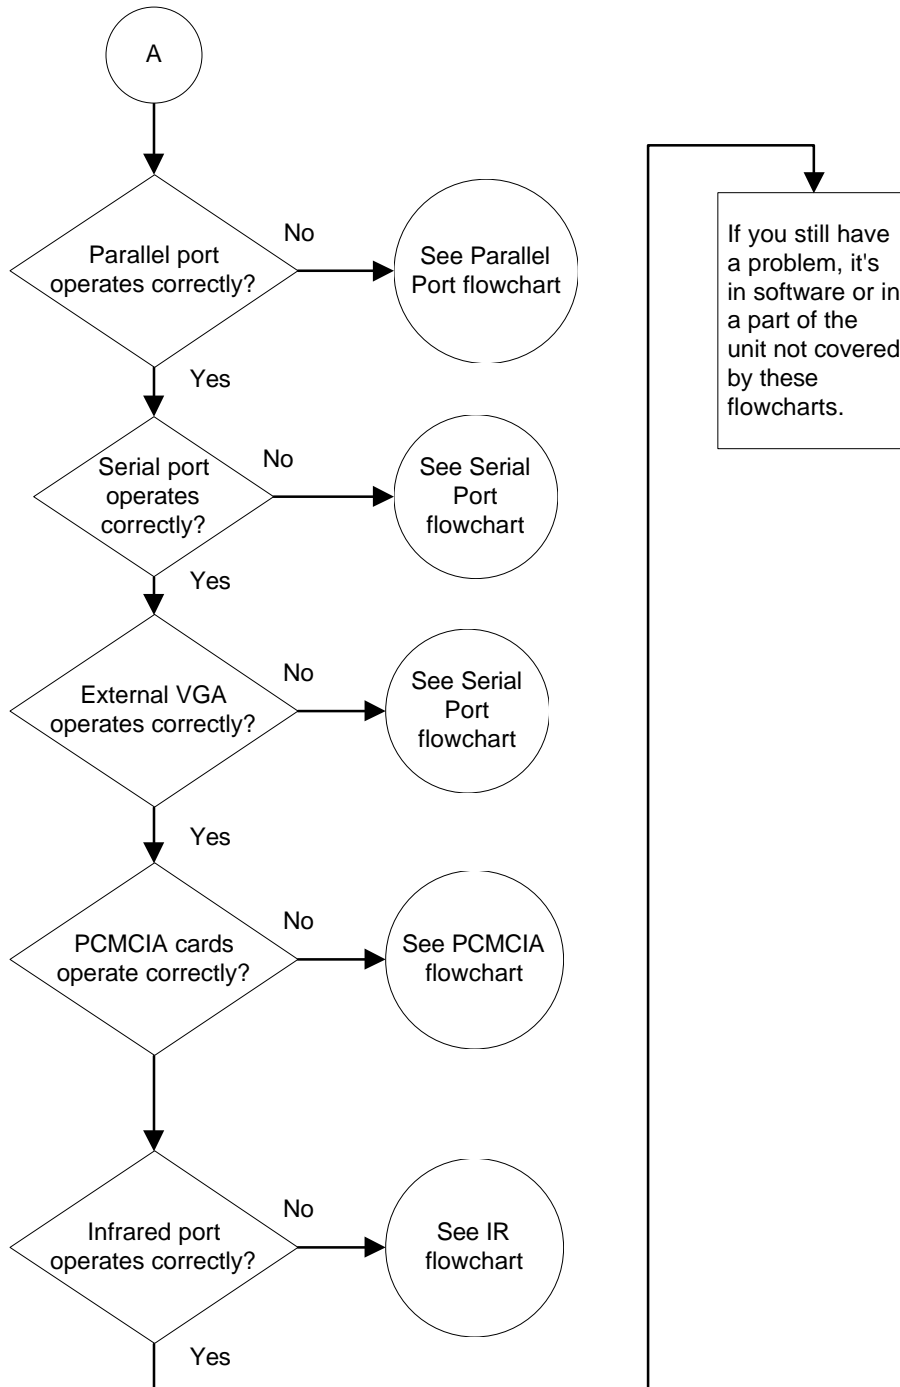 A
Parallel port
operates correctly?
No
See Parallel
Port flowchart
Yes
Serial port
operates
correctly?
No
See Serial
Port
flowchart
Yes
External VGA
operates correctly?
No
See Serial
Port
flowchart
Yes
PCMCIA cards
operate correctly?
No
See PCMCIA
flowchart
Infrared port
operates correctly?
No
See IR
flowchart
Yes
If you still have
a problem, it's
in software or in
a part of the
unit not covered
by these
flowcharts.